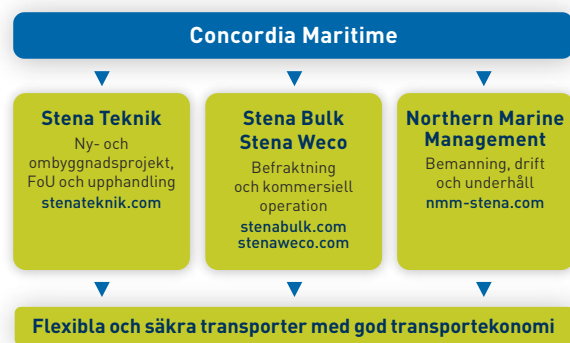 Concordia Maritime
Stena Teknik
Ny- och
ombyggnadsprojekt,
FoU och upphandling
stenateknik.com
Stena Bulk
Stena Weco
Befraktning
och kommersiell
operation
stenabulk.com
stenaweco.com
Northern Marine
Management
Bemanning, drift
och underhåll
nmm-stena.com
Flexibla och säkra transporter med god transportekonomi